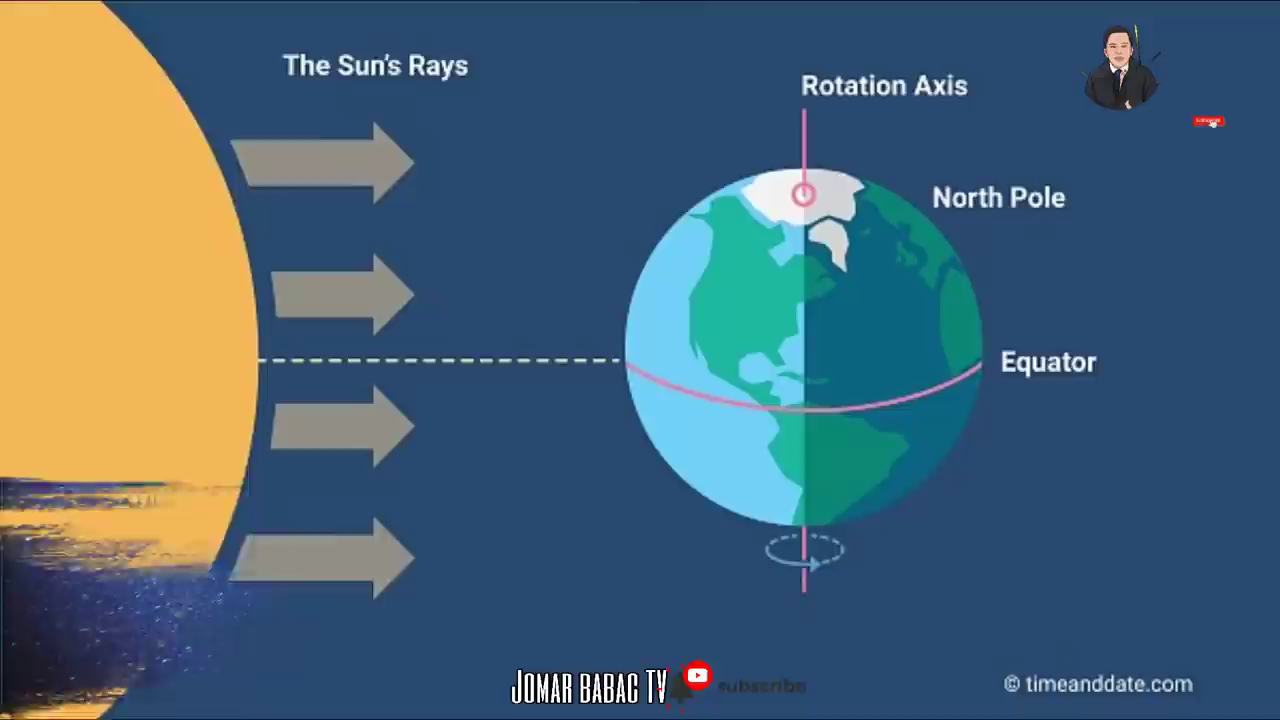 The Sun's Rays
Rotation Axis
North Pole
Equator
JOMAR BABAC TV
subscribe
© timeanddate.com